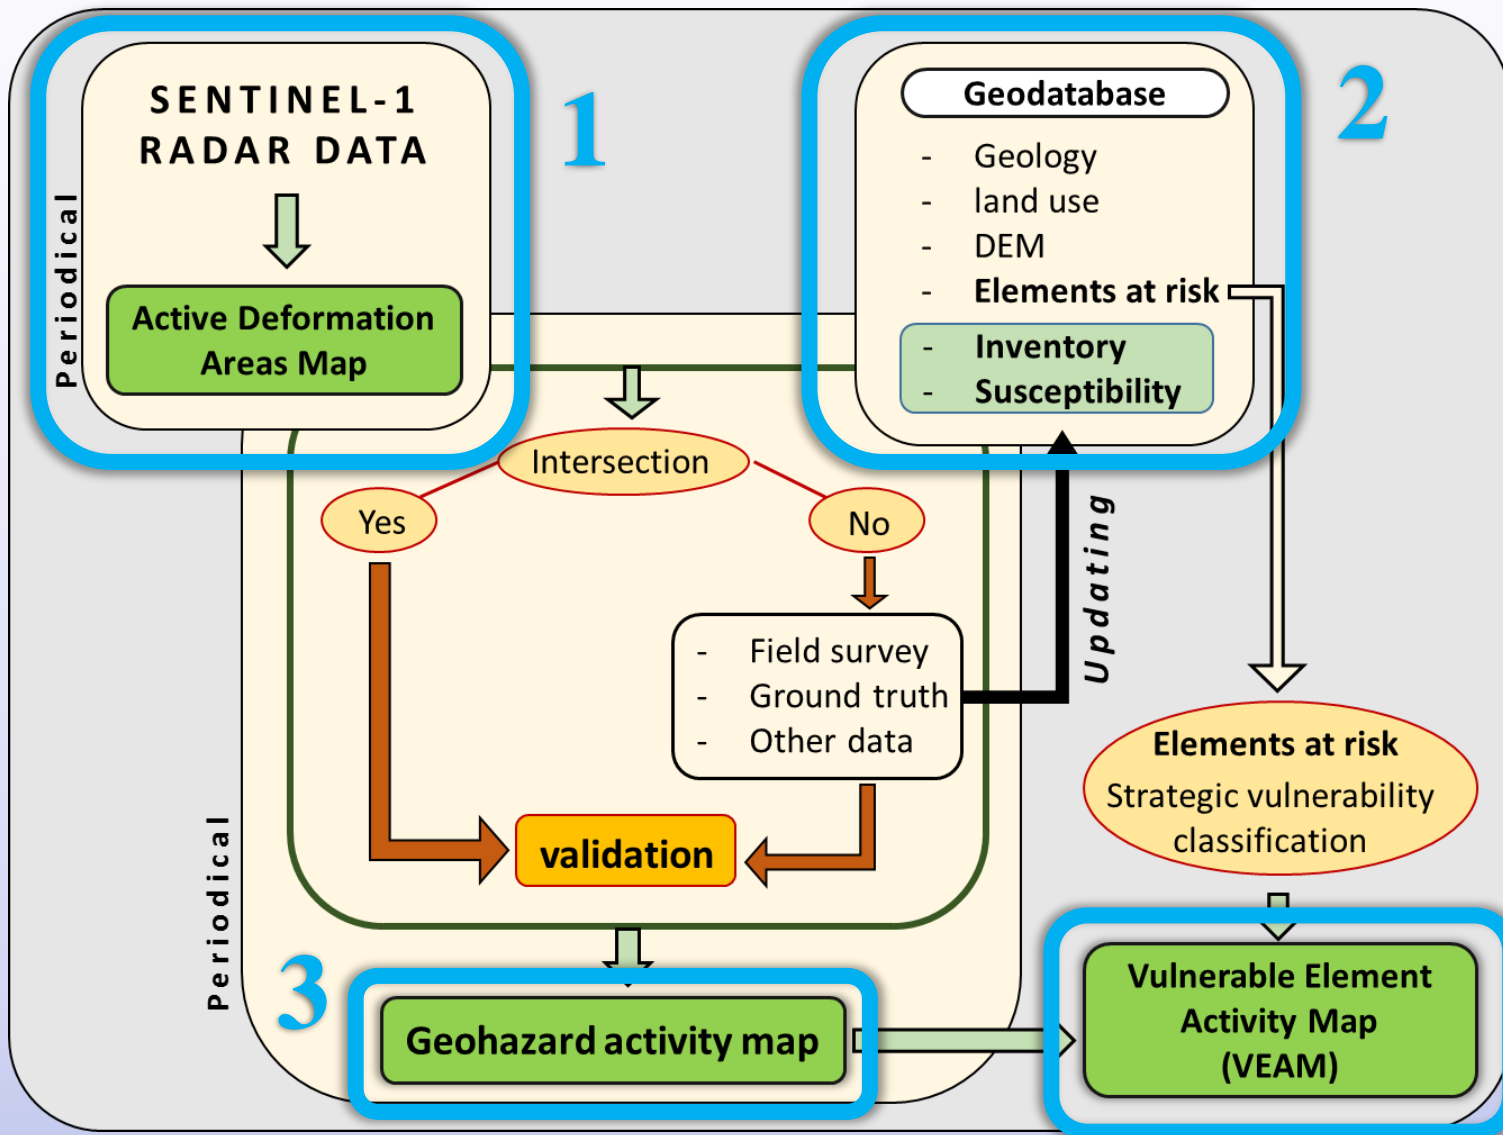 SENTINEL-1
RADAR DATA
Periodical
Active Deformation
Areas Map
1
Geodatabase
- Geology
- land use
- DEM
- Elements at risk
- Inventory
- Susceptibility
2
Intersection
Yes
No
- Field survey
- Ground truth
- Other data
Updating
validation
Periodical
Elements at risk
Strategic vulnerability
classification
3
Geohazard activity map
Vulnerable Element
Activity Map
(VEAM)